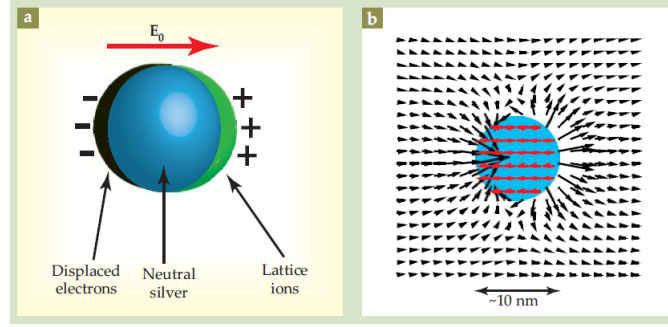 a
E0
-
-
-
+
+
+
Displaced
electrons
Neutral
silver
Lattice
ions
b
~10 nm